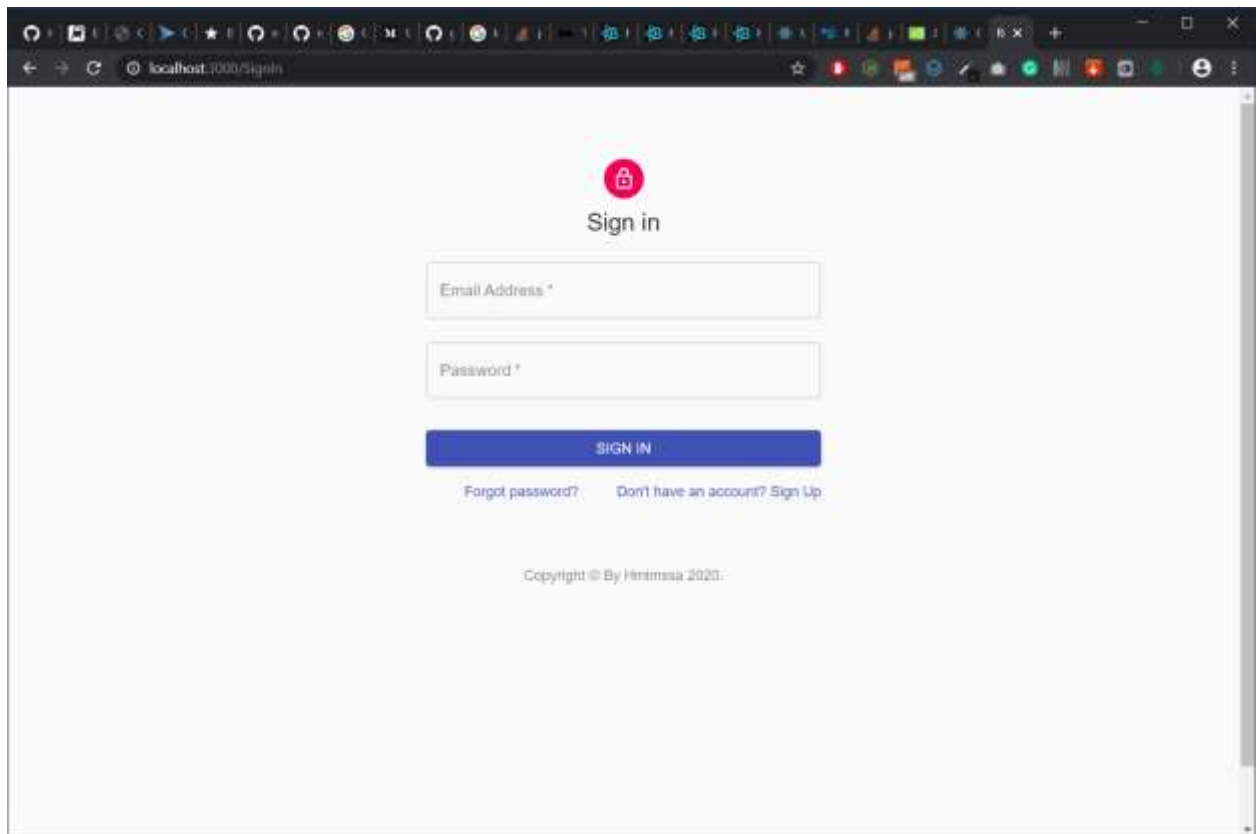 localhost:3000/SignIn
Sign in
Email Address *
Password *
SIGN IN
Forgot password? Don't have an account? Sign Up
Copyright © By 2020.